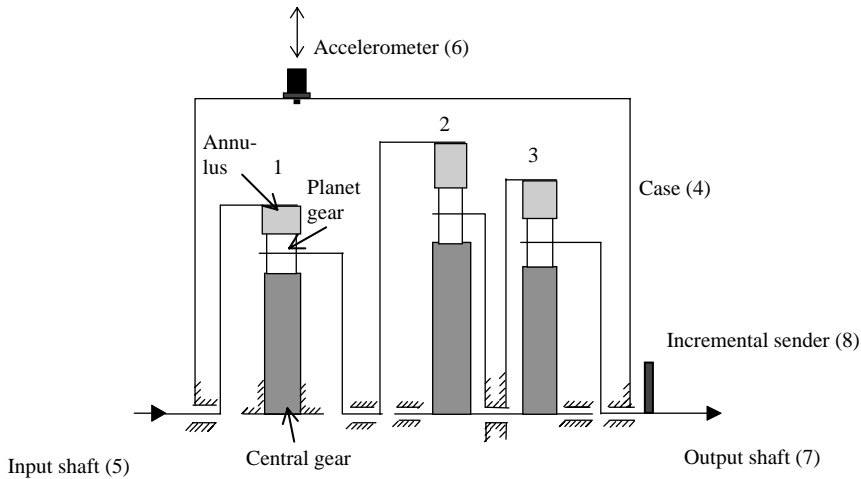 Accelerometer (6)
Annu-
lus
1
2
3
Planet
gear
Case (4)
Incremental sender (8)
Input shaft (5)
Central gear
Output shaft (7)